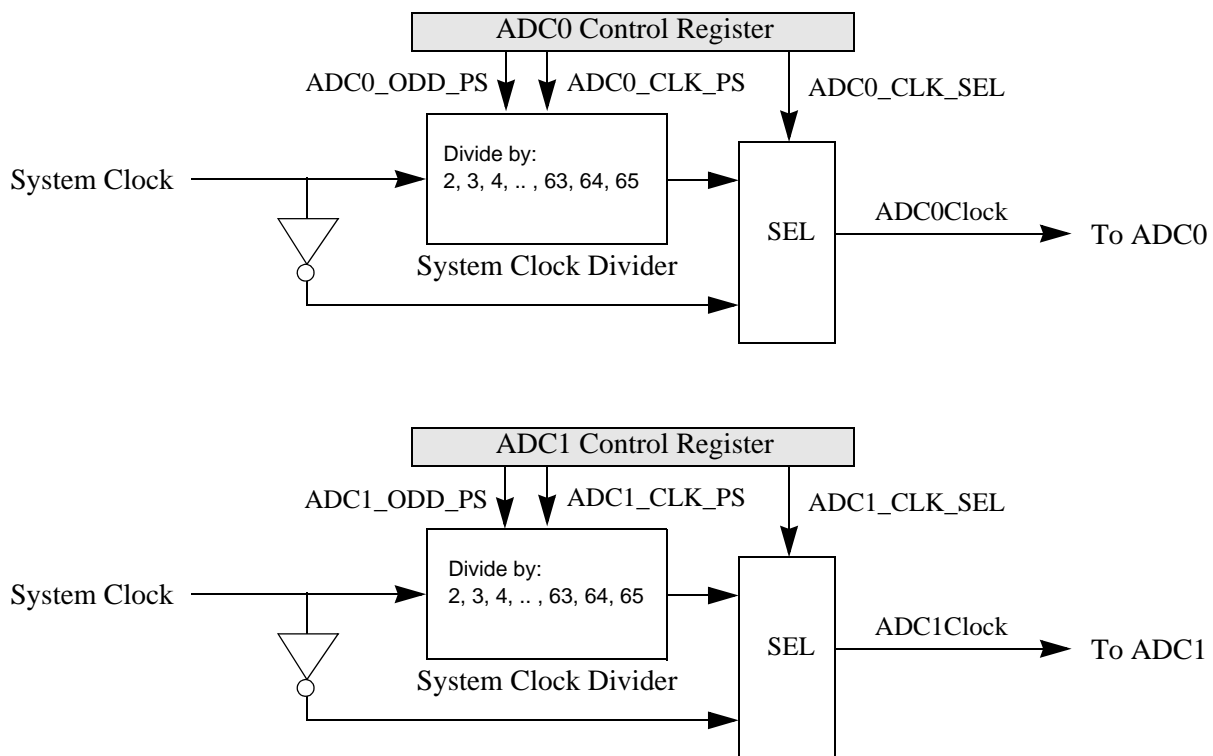 ADC0 Control Register
ADC0_ODD_PS
ADC0_CLK_PS
ADC0_CLK_SEL
Divide by:
2, 3, 4, .. , 63, 64, 65
System Clock
ADC0Clock
SEL
To ADC0
System Clock Divider
ADC1 Control Register
ADC1_ODD_PS
ADC1_CLK_PS
ADC1_CLK_SEL
Divide by:
2, 3, 4, .. , 63, 64, 65
System Clock
ADC1Clock
SEL
To ADC1
System Clock Divider